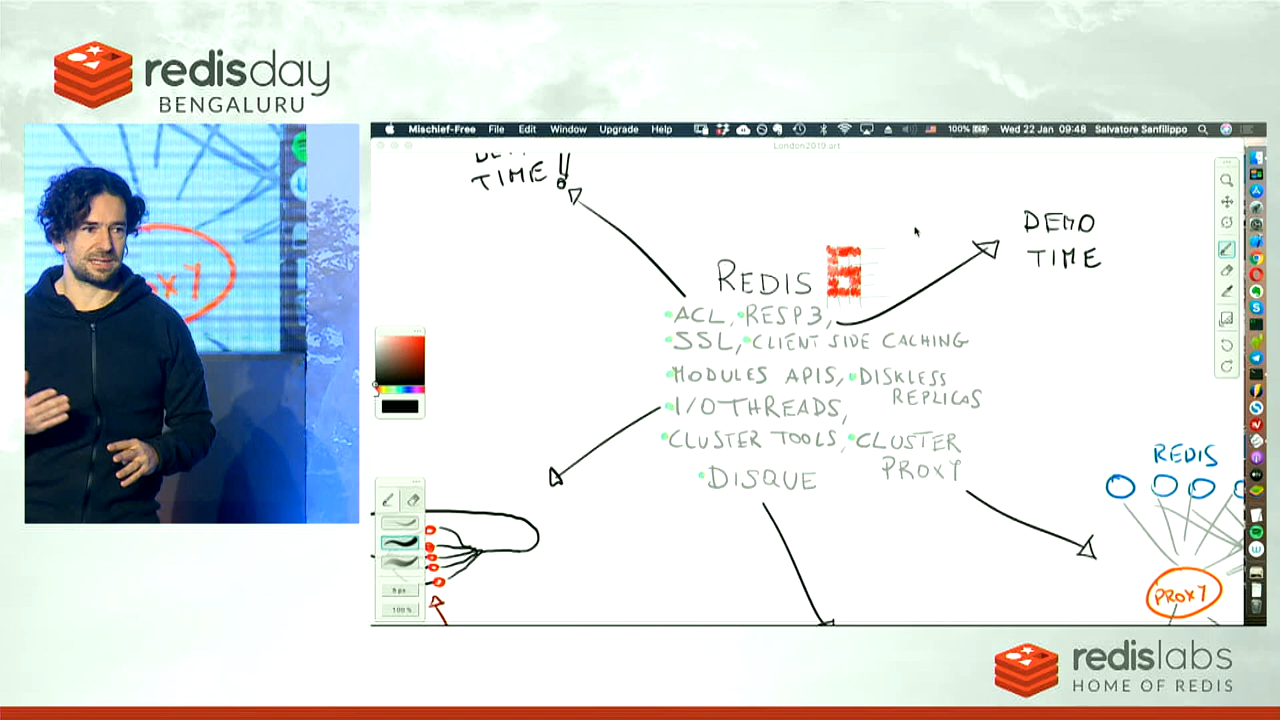 redisday
BENGALURU
Mischief-Free File Edit Window Upgrade Help 100% Wed 22 Jan 09:48 Salvatore Sanfilippo
London2019.art
TIME !!
DEMO
TIME
REDIS 6
ACL, RESP3,
SSL, CLIENT SIDE CACHING
MODULES APIS, DISKLESS
REPLICAS
I/O THREADS,
CLUSTER TOOLS, CLUSTER
PROXY
DISQUE
REDIS
PROXY
5 px
100 %
redislabs
HOME OF REDIS